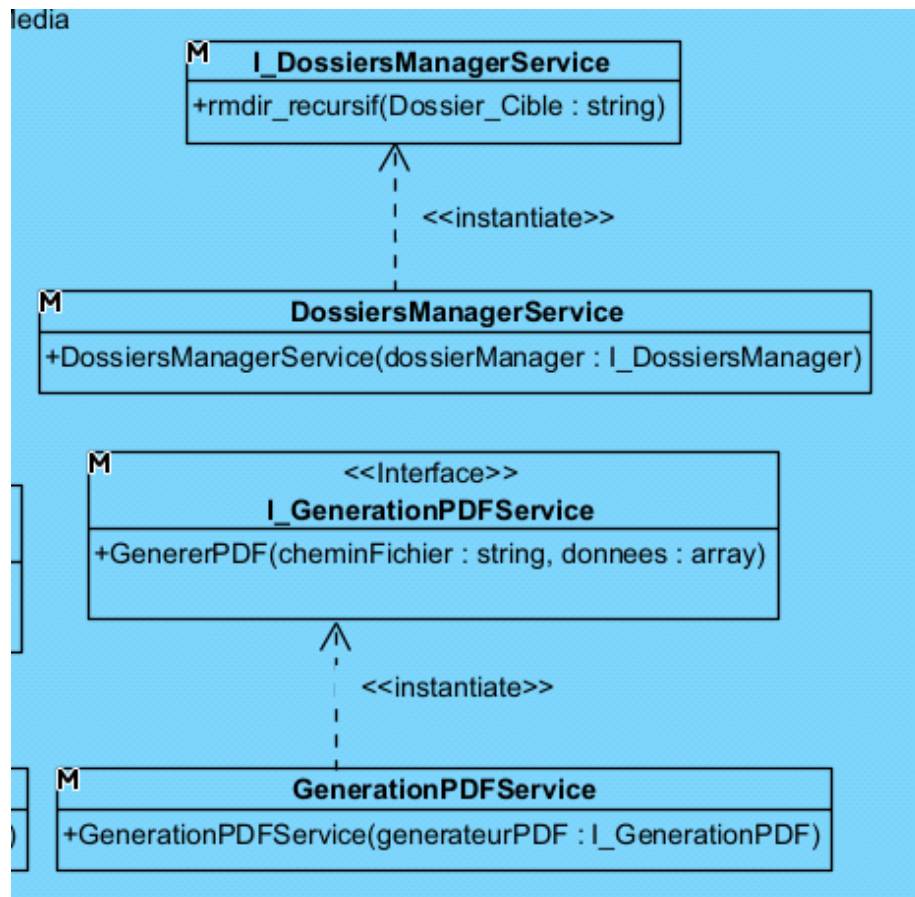 M
I_DossiersManagerService
+rmdir_recursif(Dossier_Cible : string)
<<instantiate>>
M
DossiersManagerService
+DossiersManagerService(dossierManager : I_DossiersManager)
M
<<Interface>>
I_GenerationPDFService
+GenererPDF(cheminFichier : string, donnees : array)
<<instantiate>>
M
GenerationPDFService
)
+GenerationPDFService(generateurPDF : I_GenerationPDF)